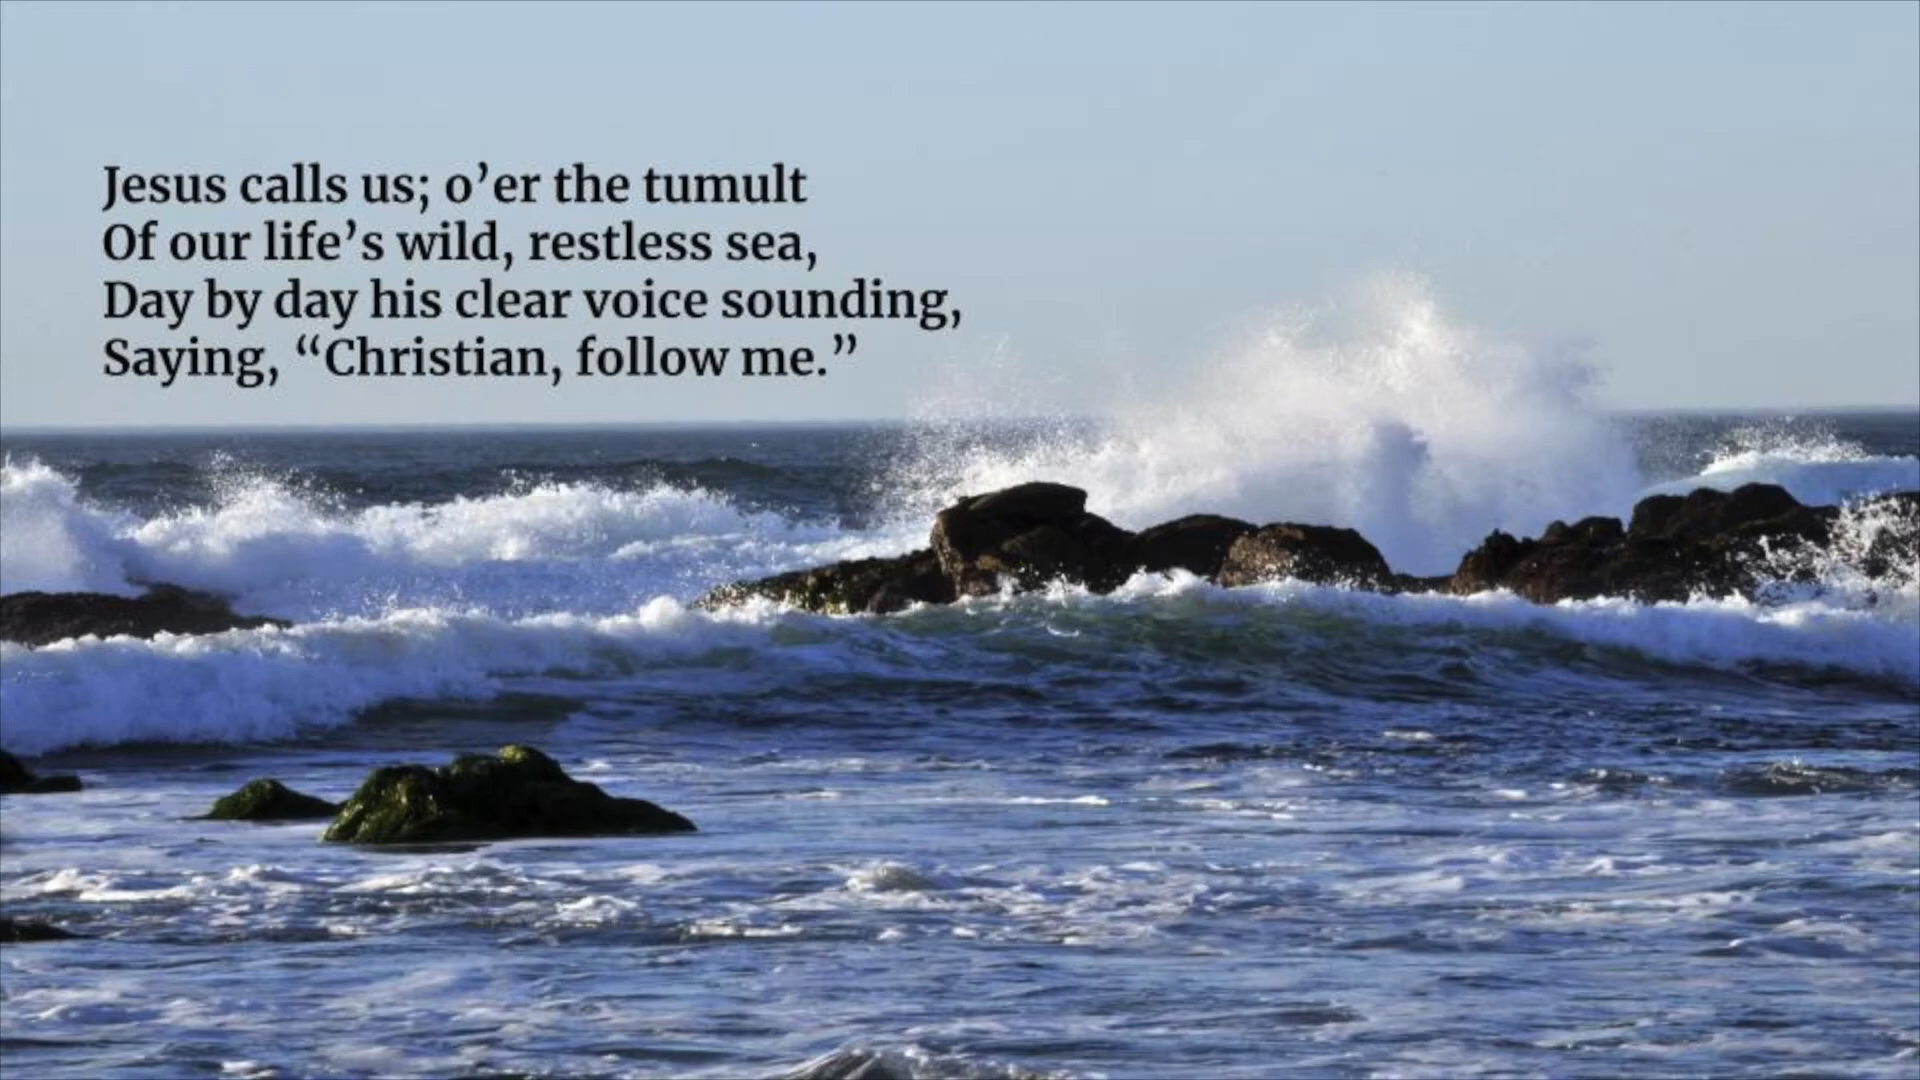 Jesus calls us; o’er the tumult
Of our life’s wild, restless sea,
Day by day his clear voice sounding,
Saying, “Christian, follow me.”